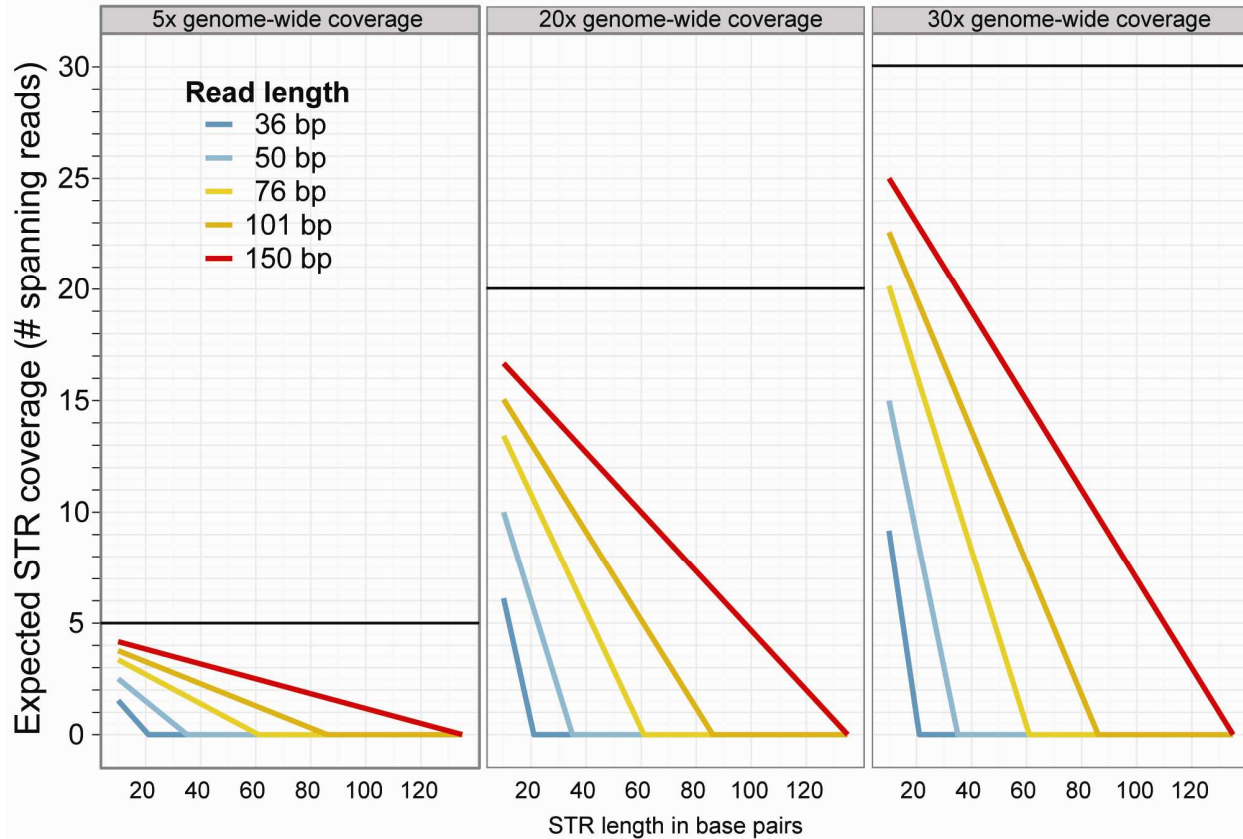 5x genome-wide coverage
20x genome-wide coverage
30x genome-wide coverage
Expected STR coverage (# spanning reads)
30
25
20
15
10
5
0
Read length
36 bp
50 bp
76 bp
101 bp
150 bp
20 40 60 80 100 120
20 40 60 80 100 120
20 40 60 80 100 120
STR length in base pairs